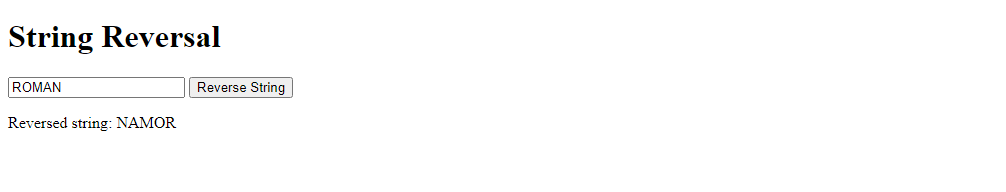 String Reversal
ROMAN Reverse String
Reversed string: NAMOR